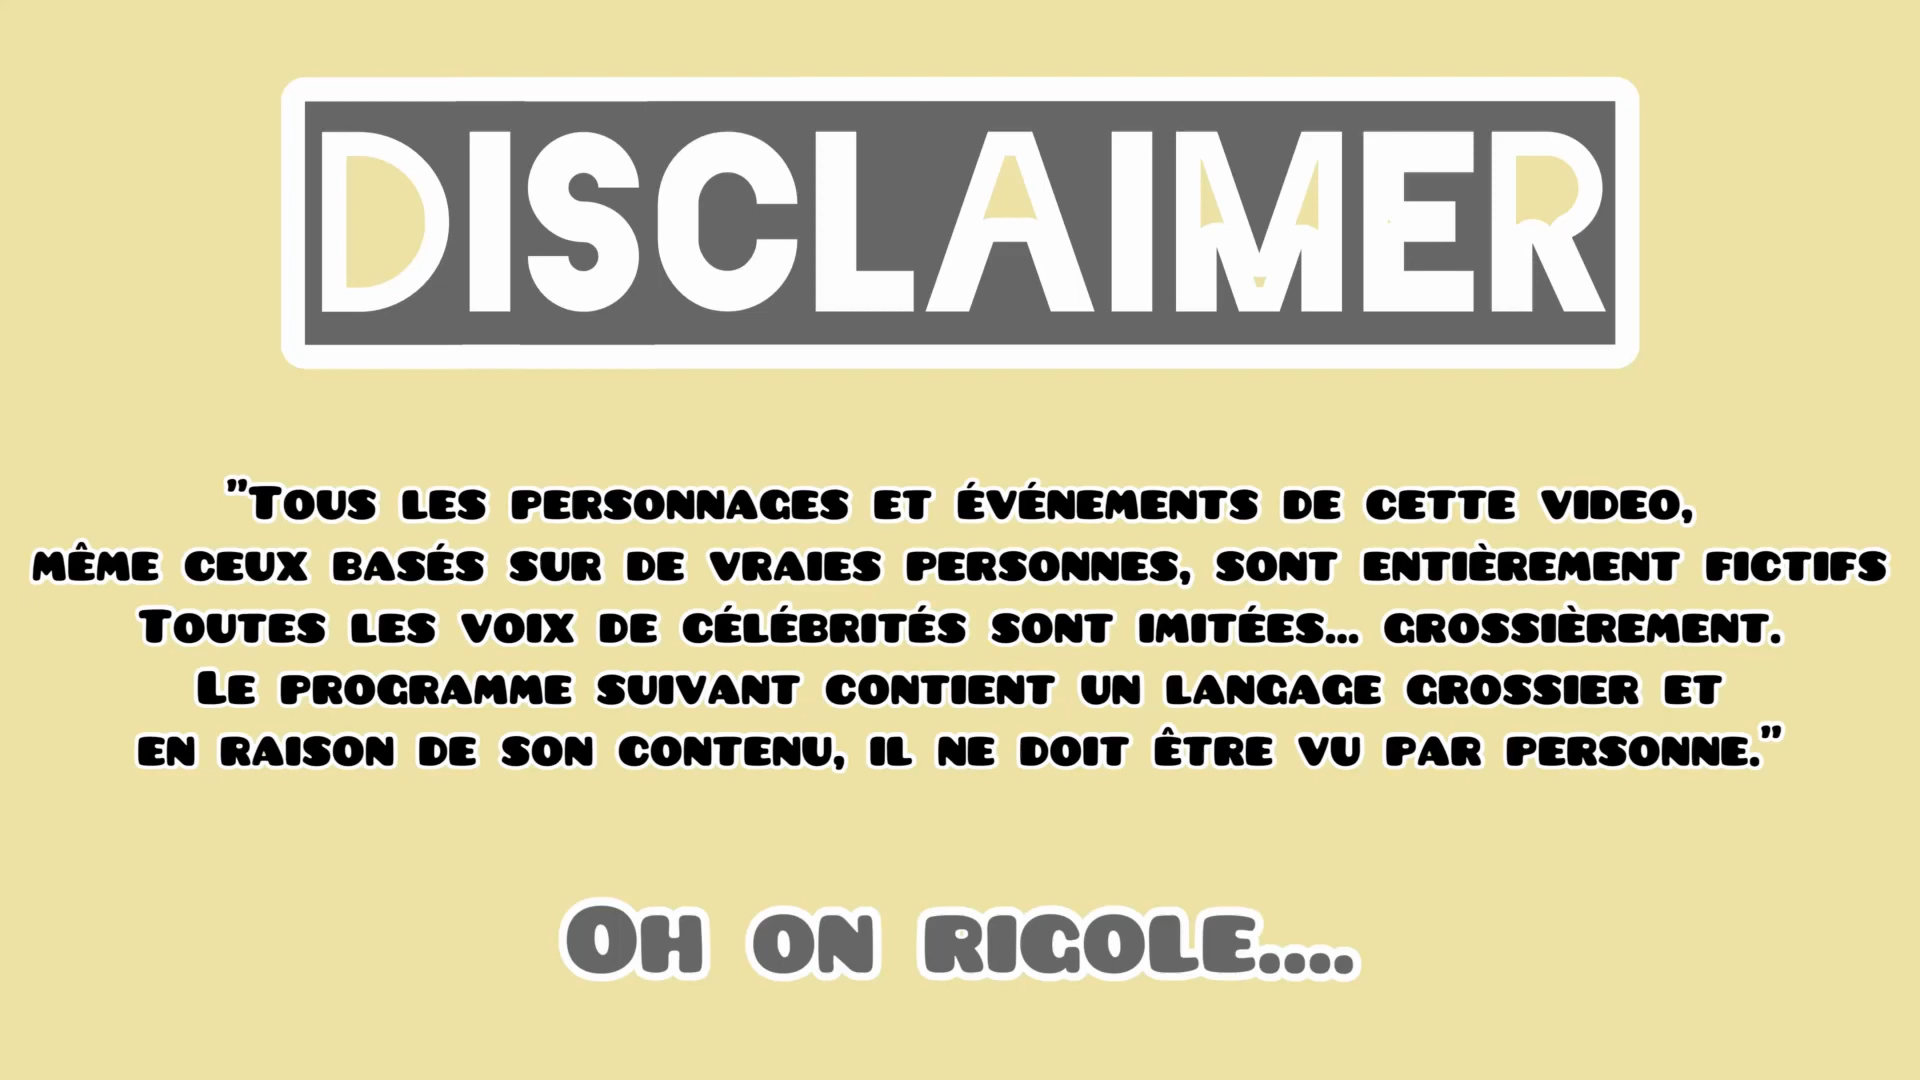 DISCLAIMER
"Tous les personnages et événements de cette video,
même ceux basés sur de vraies personnes, sont entièrement fictifs
Toutes les voix de célébrités sont imitées... grossièrement.
Le programme suivant contient un langage grossier et
en raison de son contenu, il ne doit être vu par personne."
Oh on rigole....